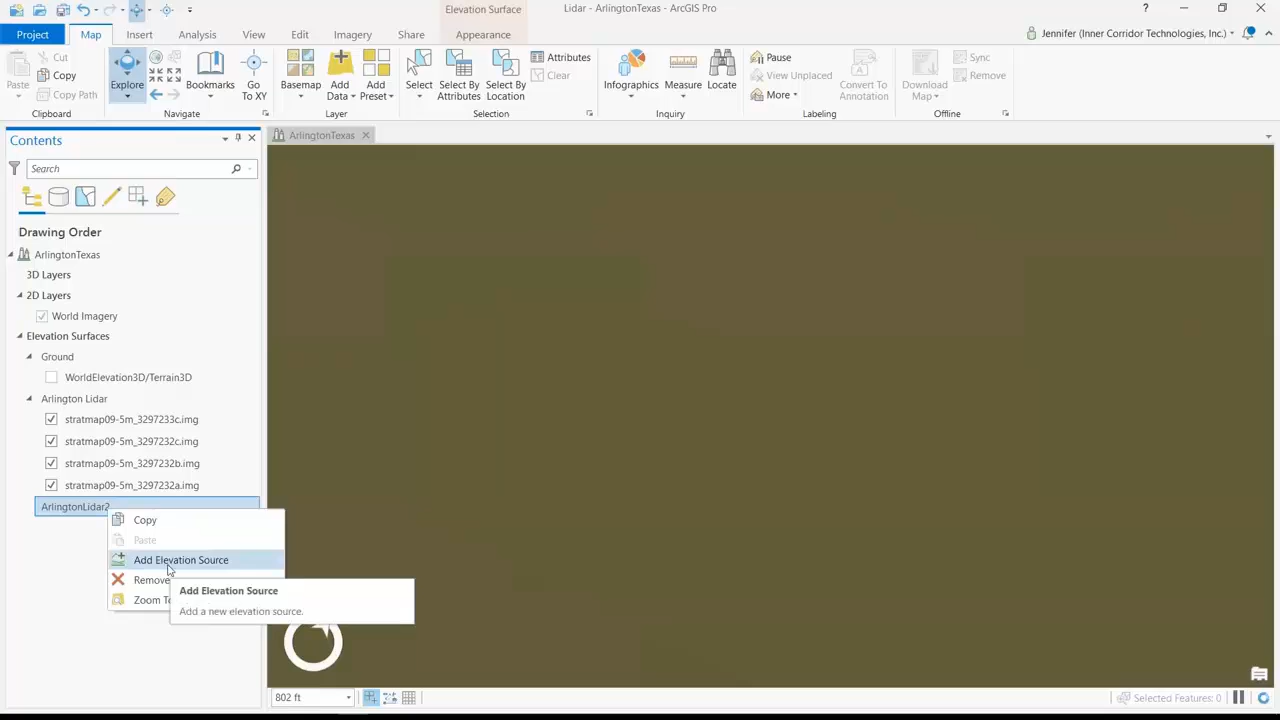 Elevation Surface
Lidar - ArlingtonTexas - ArcGIS Pro
?
Project
Map
Insert
Analysis
View
Edit
Imagery
Share
Appearance
Jennifer (Inner Corridor Technologies, Inc.)
Paste
Cut
Copy
Copy Path
Clipboard
Explore
Bookmarks
Go To XY
Navigate
Basemap
Add Data
Add Preset
Layer
Select
Select By Attributes
Select By Location
Attributes
Clear
Selection
Infographics
Measure
Locate
Inquiry
Pause
View Unplaced
More
Convert To Annotation
Labeling
Download Map
Sync
Remove
Offline
Contents
Search
Drawing Order
ArlingtonTexas
3D Layers
2D Layers
World Imagery
Elevation Surfaces
Ground
WorldElevation3D/Terrain3D
Arlington Lidar
stratmap09-5m_3297233c.img
stratmap09-5m_3297232c.img
stratmap09-5m_3297232b.img
stratmap09-5m_3297232a.img
ArlingtonLidar2
Copy
Paste
Add Elevation Source
Remove
Zoom To
Add Elevation Source
Add a new elevation source.
ArlingtonTexas
802 ft
Selected Features: 0